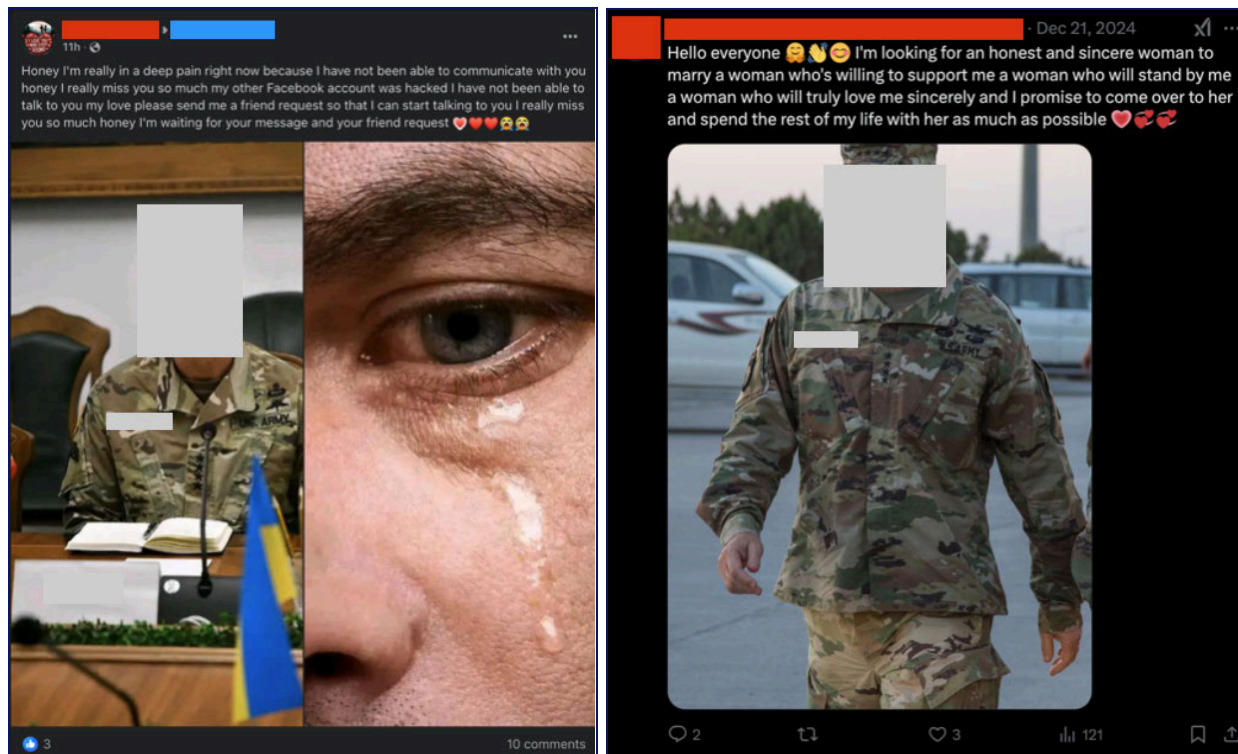 11h
Honey I'm really in a deep pain right now because I have not been able to communicate with you
honey I really miss you so much my other Facebook account was hacked I have not been able to
talk to you my love please send me a friend request so that I can start talking to you I really miss
you so much honey I'm waiting for your message and your friend request ❤️❤️❤️😭😭
U.S. ARMY
3
10 comments
· Dec 21, 2024
Hello everyone 🤗👋😊 I'm looking for an honest and sincere woman to
marry a woman who's willing to support me a woman who will stand by me
a woman who will truly love me sincerely and I promise to come over to her
and spend the rest of my life with her as much as possible ❤️💞💞
U.S. ARMY
2
3
121